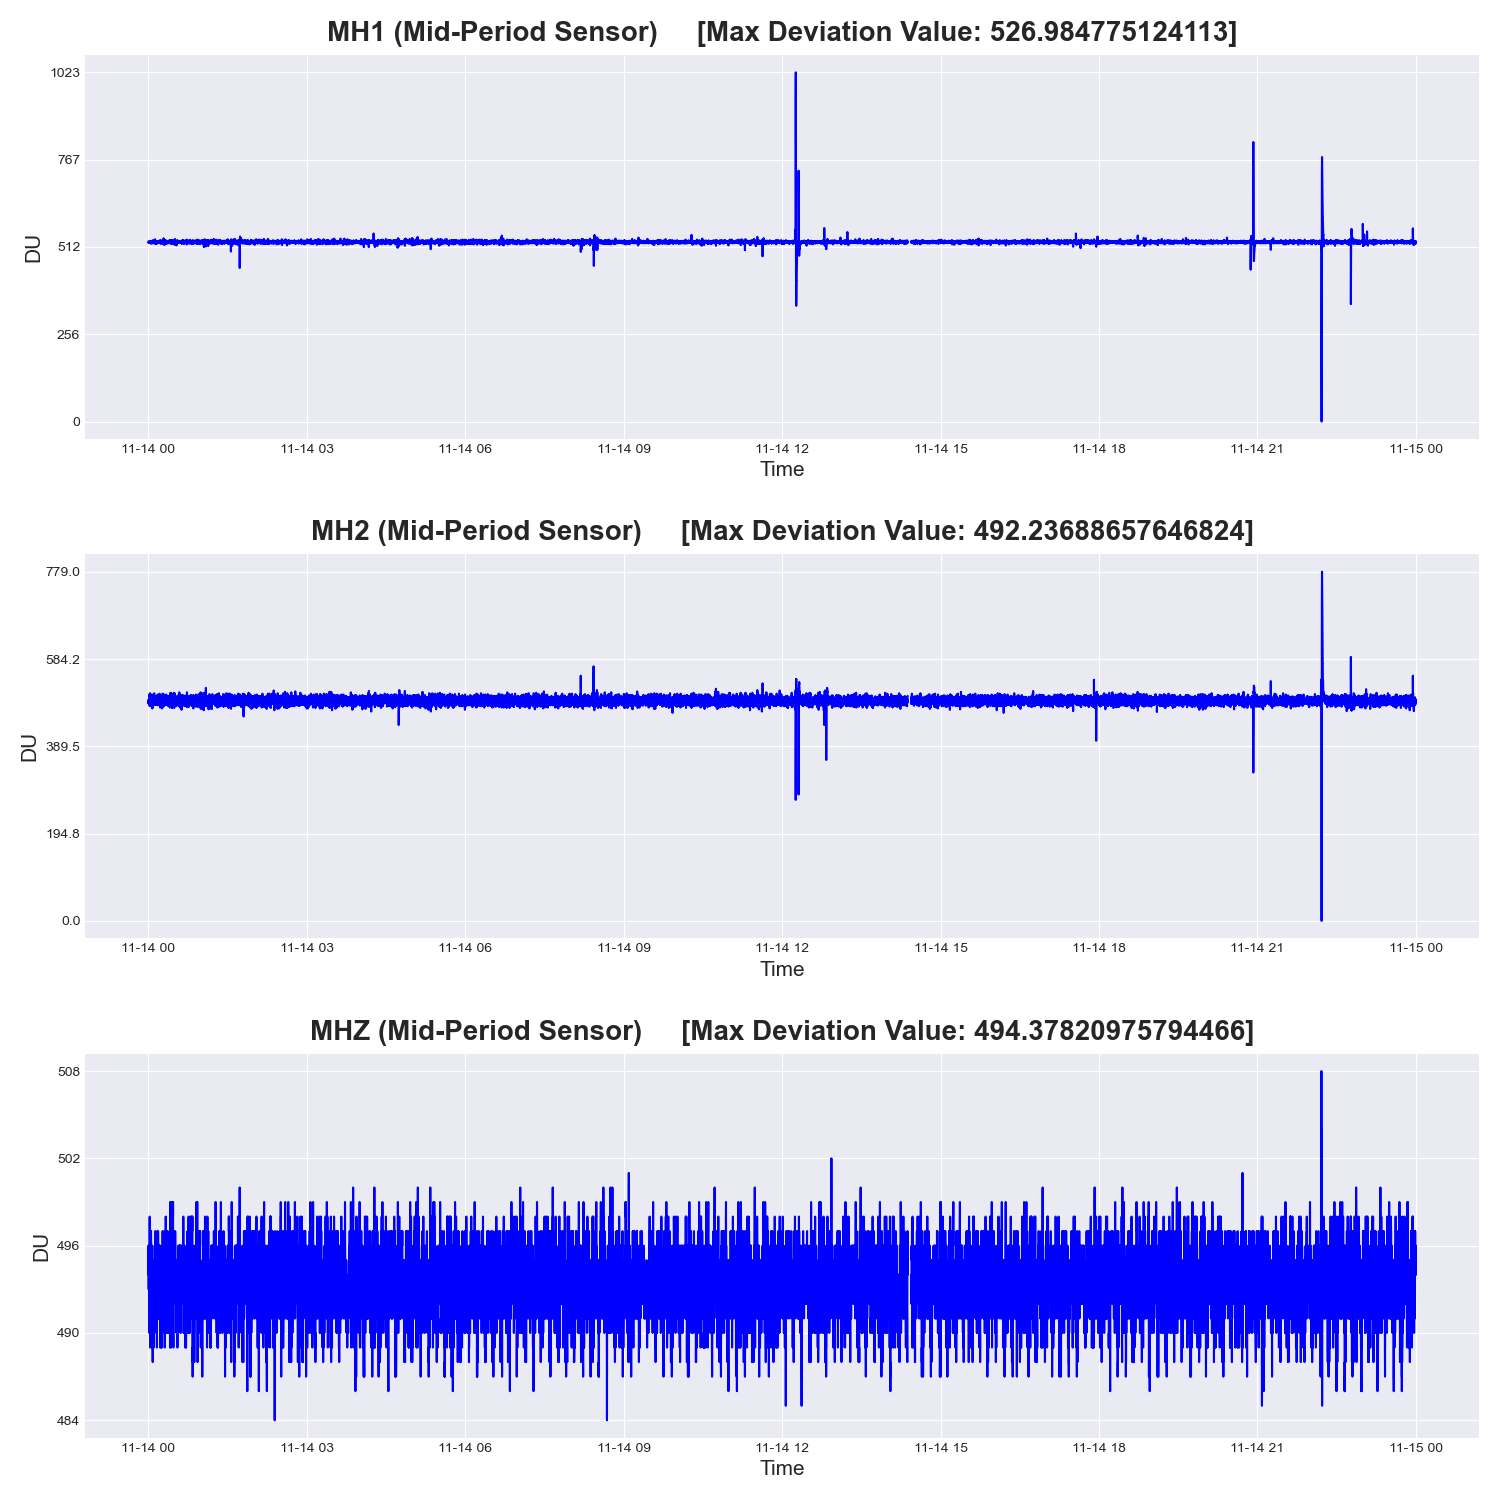 MH1 (Mid-Period Sensor) [Max Deviation Value: 526.984775124113]
1023
767
512
256
0
DU
11-14 00 11-14 03 11-14 06 11-14 09 11-14 12 11-14 15 11-14 18 11-14 21 11-15 00
Time
MH2 (Mid-Period Sensor) [Max Deviation Value: 492.23688657646824]
779.0
584.2
389.5
194.8
0.0
DU
11-14 00 11-14 03 11-14 06 11-14 09 11-14 12 11-14 15 11-14 18 11-14 21 11-15 00
Time
MHZ (Mid-Period Sensor) [Max Deviation Value: 494.37820975794466]
508
502
496
490
484
DU
11-14 00 11-14 03 11-14 06 11-14 09 11-14 12 11-14 15 11-14 18 11-14 21 11-15 00
Time